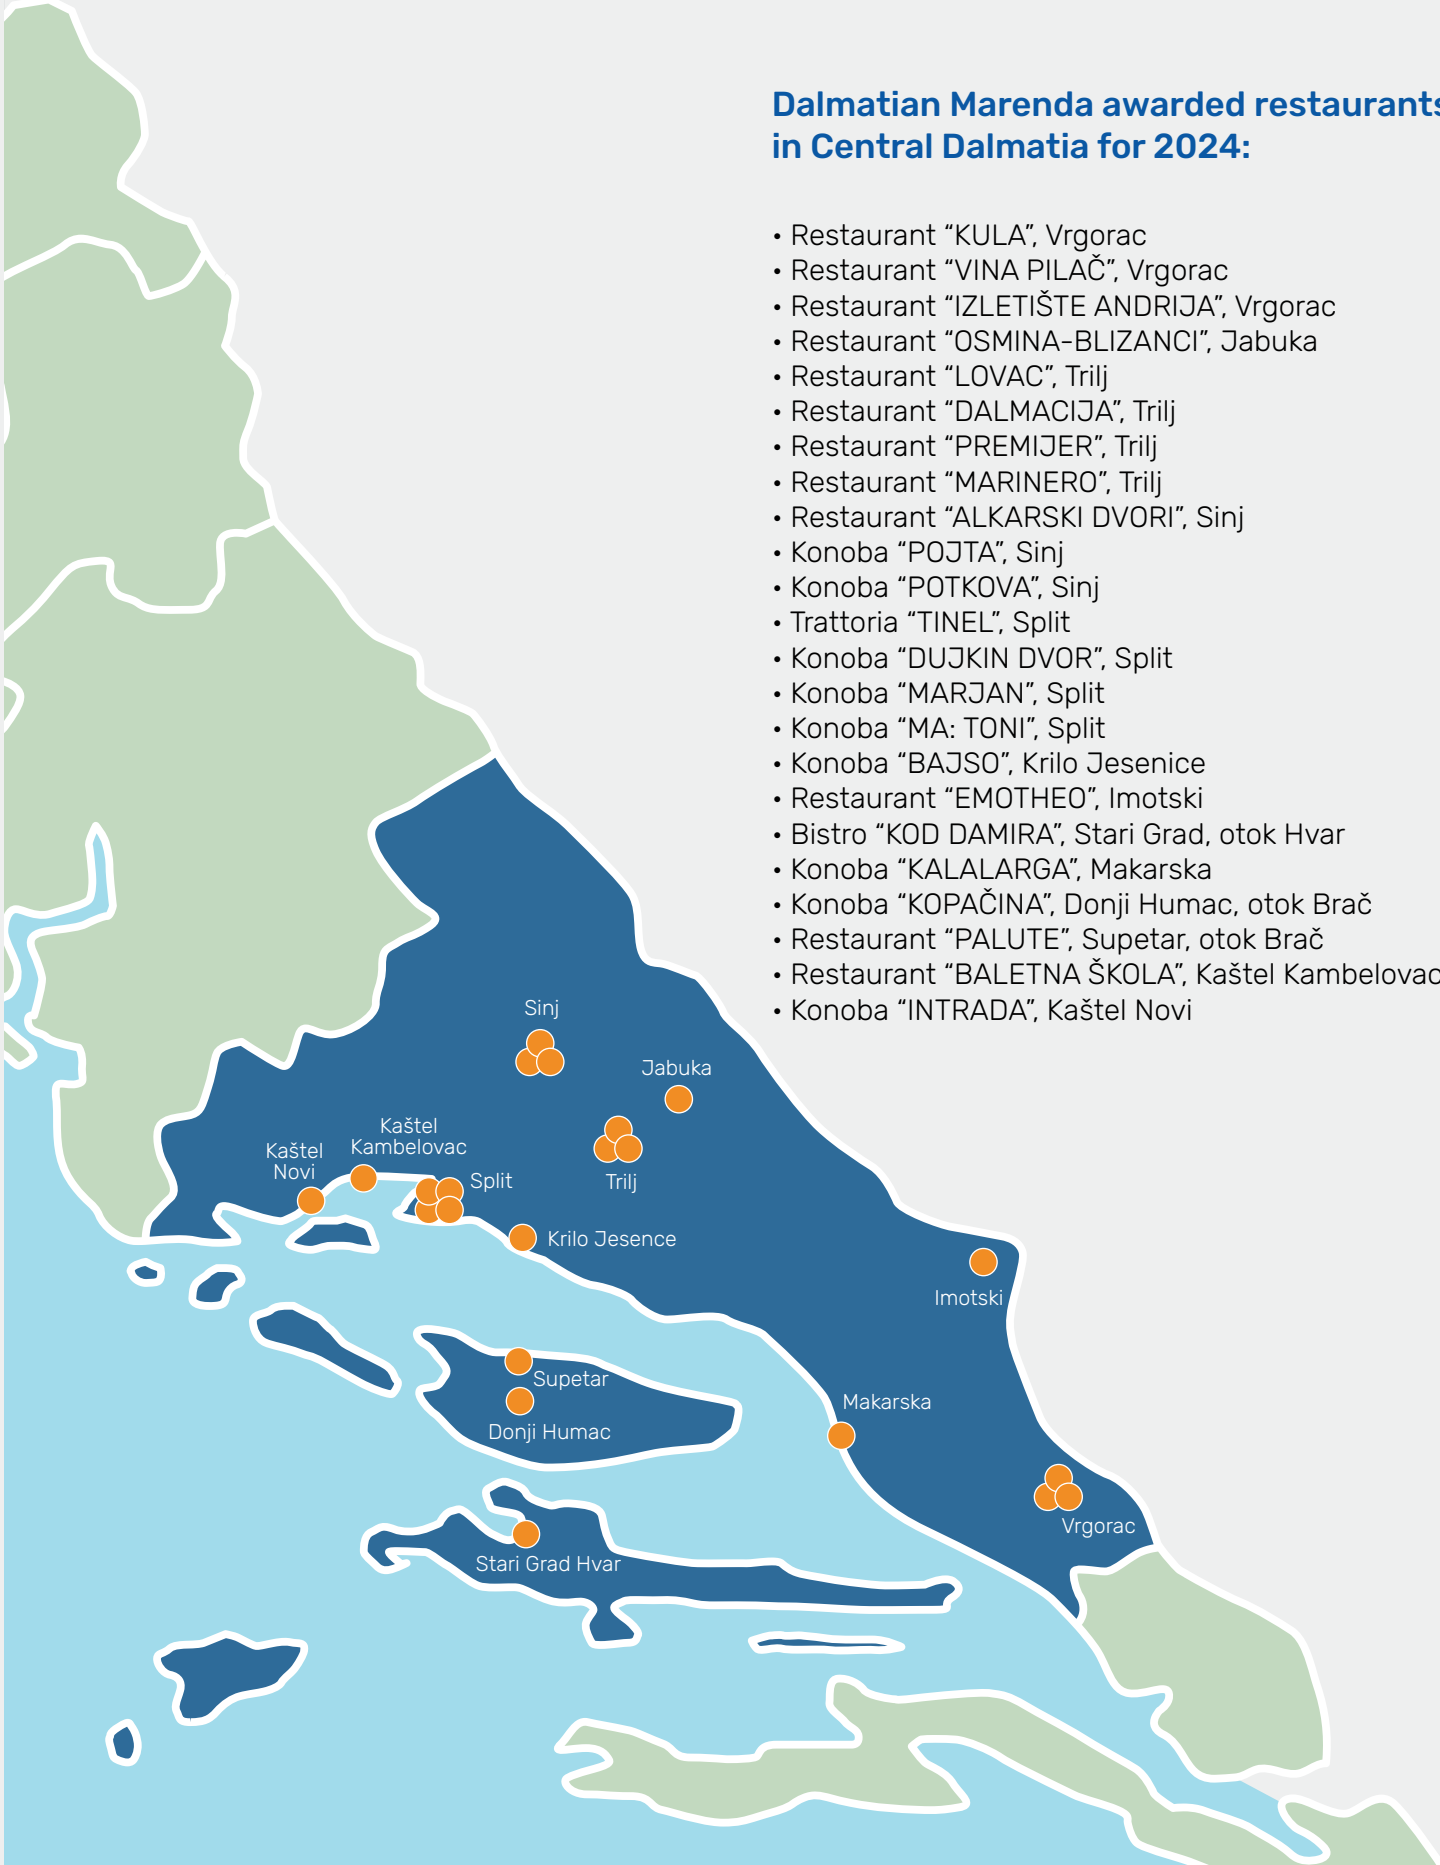 Dalmatian Marenda awarded restaurants
in Central Dalmatia for 2024:
• Restaurant “KULA”, Vrgorac
• Restaurant “VINA PILAČ”, Vrgorac
• Restaurant “IZLETIŠTE ANDRIJA”, Vrgorac
• Restaurant “OSMINA-BLIZANCI”, Jabuka
• Restaurant “LOVAC”, Trilj
• Restaurant “DALMACIJA”, Trilj
• Restaurant “PREMIJER”, Trilj
• Restaurant “MARINERO”, Trilj
• Restaurant “ALKARSKI DVORI”, Sinj
• Konoba “POJTA”, Sinj
• Konoba “POTKOVA”, Sinj
• Trattoria “TINEL”, Split
• Konoba “DUJKIN DVOR”, Split
• Konoba “MARJAN”, Split
• Konoba “MA: TONI”, Split
• Konoba “BAJSO”, Krilo Jesenice
• Restaurant “EMOTHEO”, Imotski
• Bistro “KOD DAMIRA”, Stari Grad, otok Hvar
• Konoba “KALALARGA”, Makarska
• Konoba “KOPAČINA”, Donji Humac, otok Brač
• Restaurant “PALUTE”, Supetar, otok Brač
• Restaurant “BALETNA ŠKOLA”, Kaštel Kambelovac
• Konoba “INTRADA”, Kaštel Novi
Sinj
Jabuka
Kaštel
Kambelovac
Kaštel
Novi
Split
Trilj
Krilo Jesence
Imotski
Supetar
Donji Humac
Makarska
Vrgorac
Stari Grad Hvar